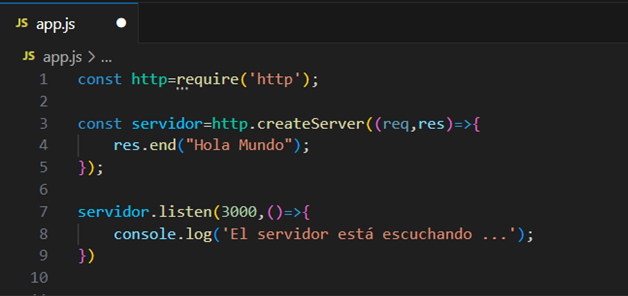 JS app.js
JS app.js > ...
1 const http=require('http');
2
3 const servidor=http.createServer((req,res)=>{
4     res.end("Hola Mundo");
5 });
6
7 servidor.listen(3000,()=>{
8     console.log('El servidor está escuchando ...');
9 })
10